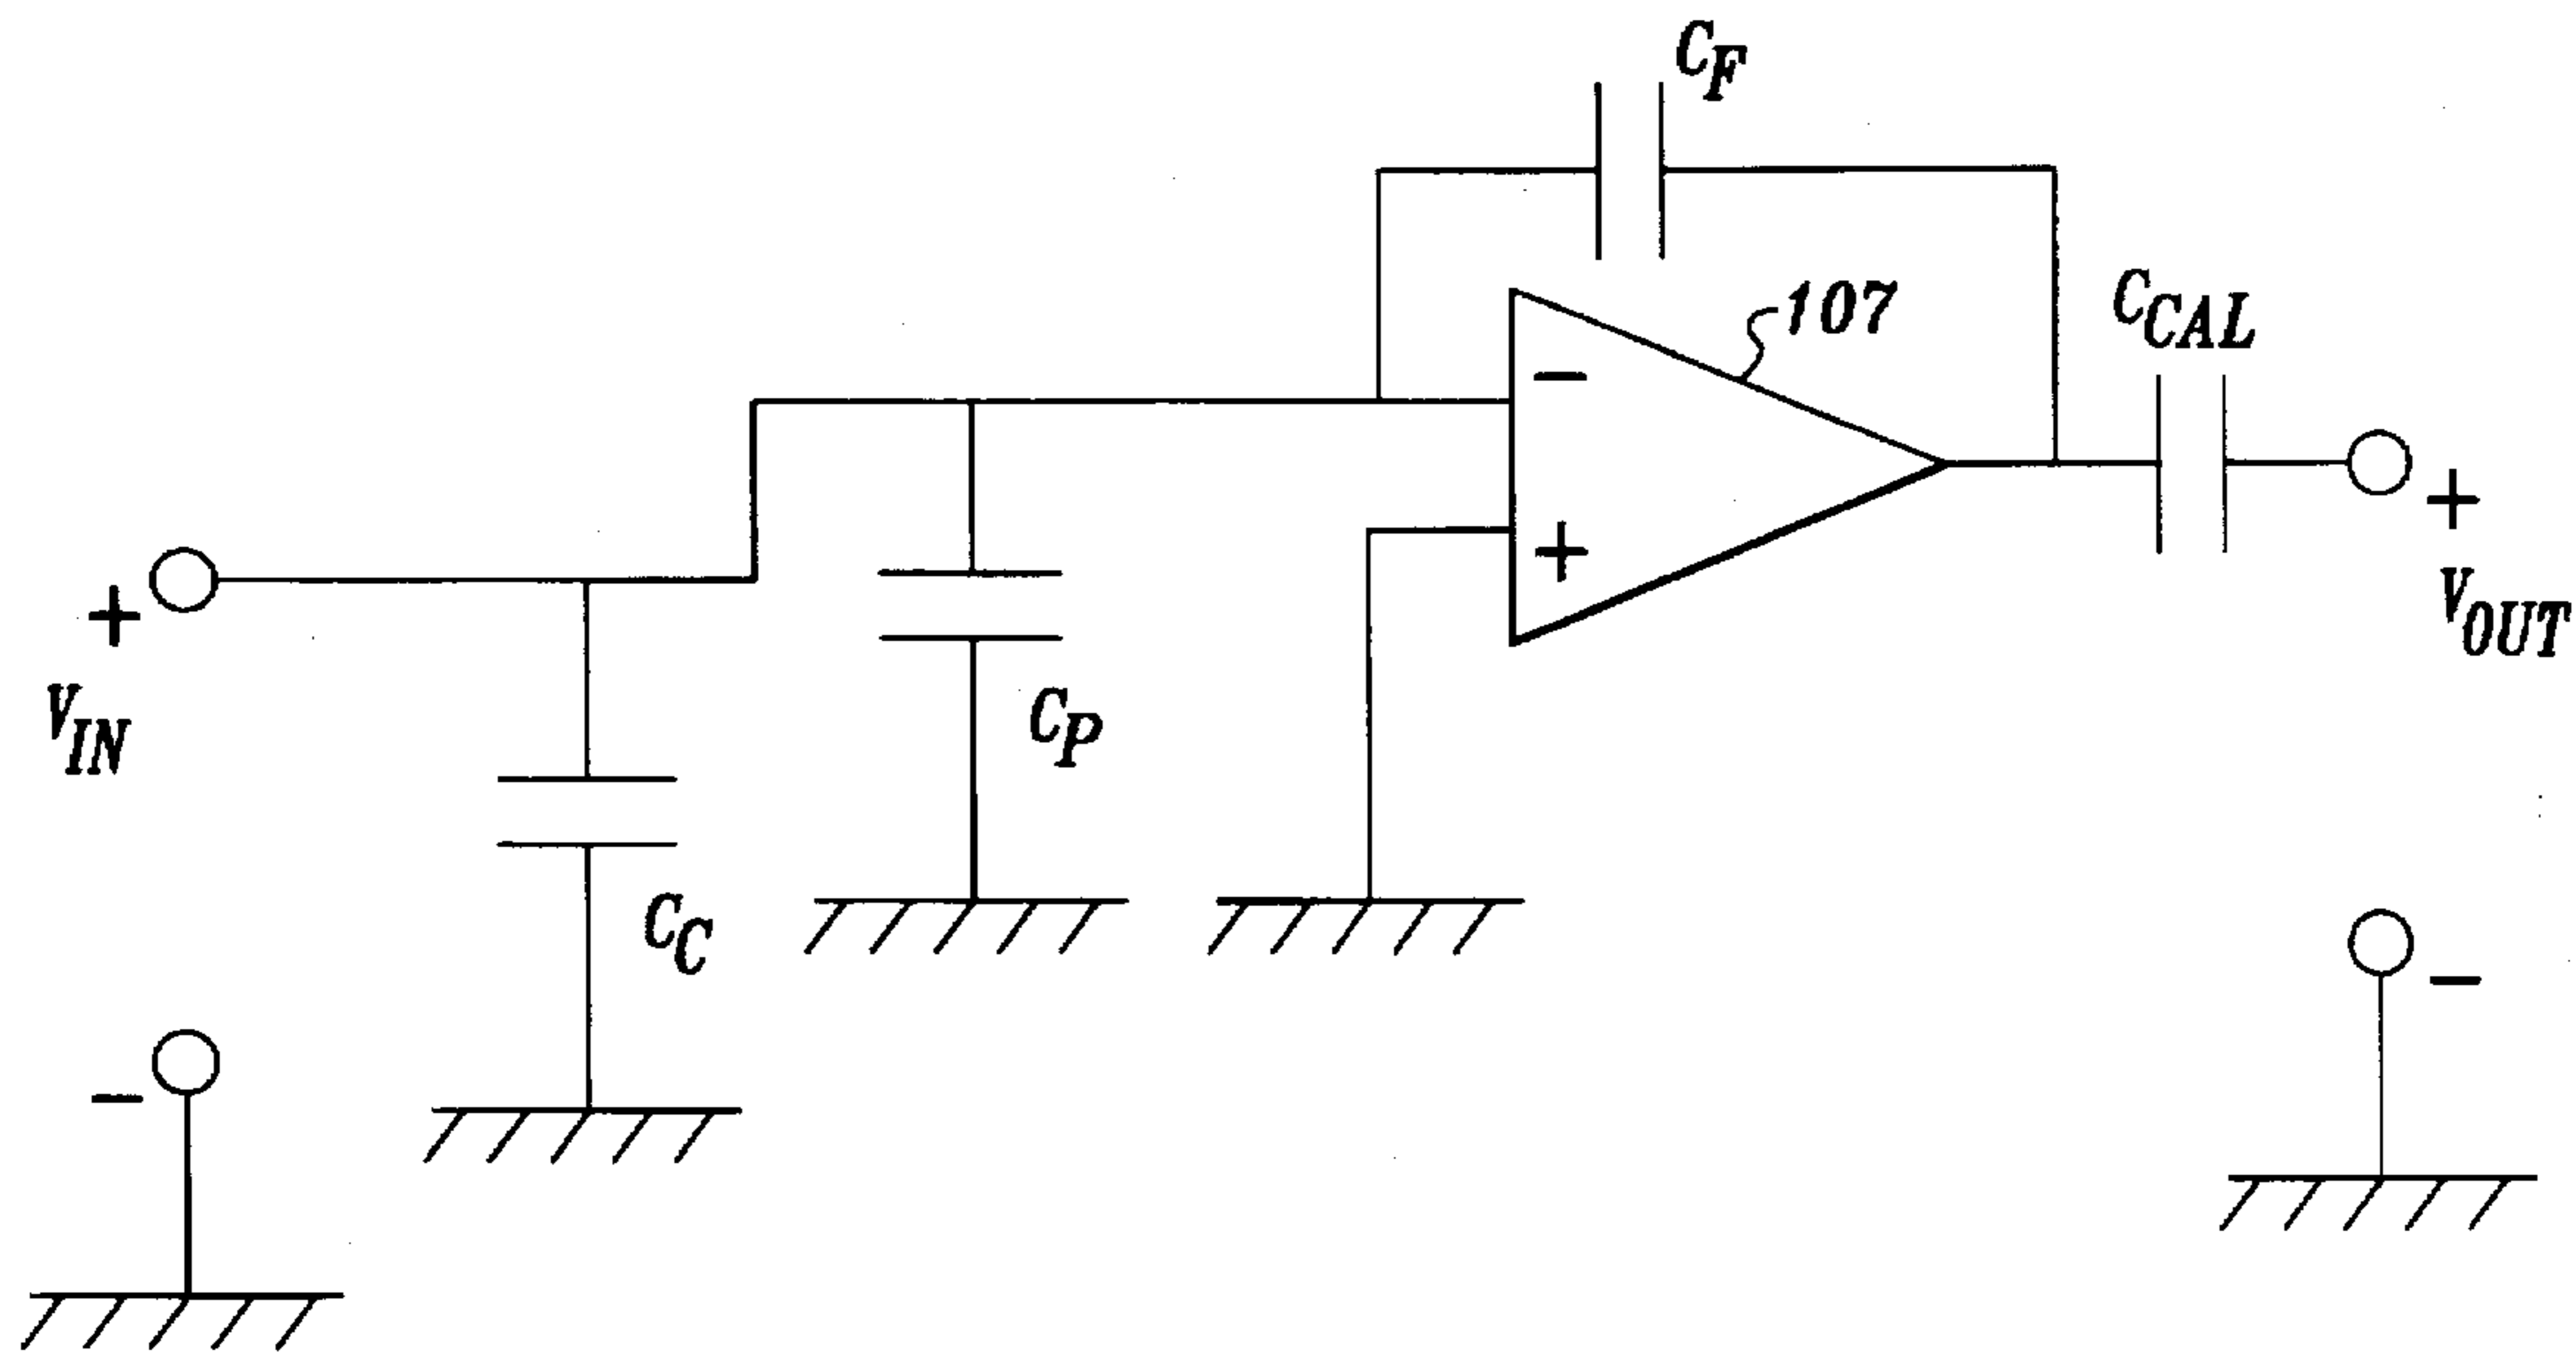 C_F
107
C_CAL
+
-
+
+
V_IN
V_OUT
C_P
C_C
-
-